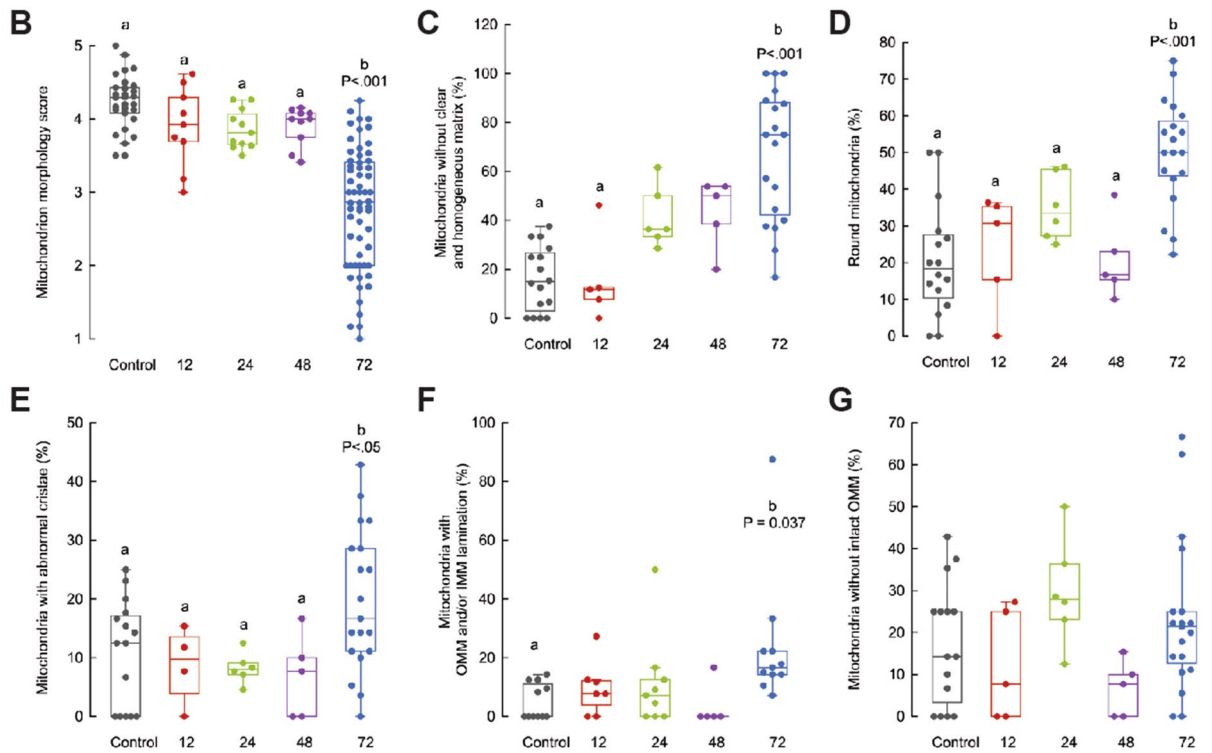 B
Mitochondrion morphology score
5
4
3
2
1
a
a
a
a
b
P<.001
Control 12 24 48 72
C
Mitochondria without clear
and homogeneous matrix (%)
120
100
80
60
40
20
0
a
a
b
P<.001
Control 12 24 48 72
D
Round mitochondria (%)
80
70
60
50
40
30
20
10
0
a
a
a
a
b
P<.001
Control 12 24 48 72
E
Mitochondria with abnormal cristae (%)
50
40
30
20
10
0
a
a
a
a
b
P<.05
Control 12 24 48 72
F
Mitochondria with
OMM and/or IMM lamination (%)
100
80
60
40
20
0
a
b
P = 0.037
Control 12 24 48 72
G
Mitochondria without intact OMM (%)
70
60
50
40
30
20
10
0
Control 12 24 48 72